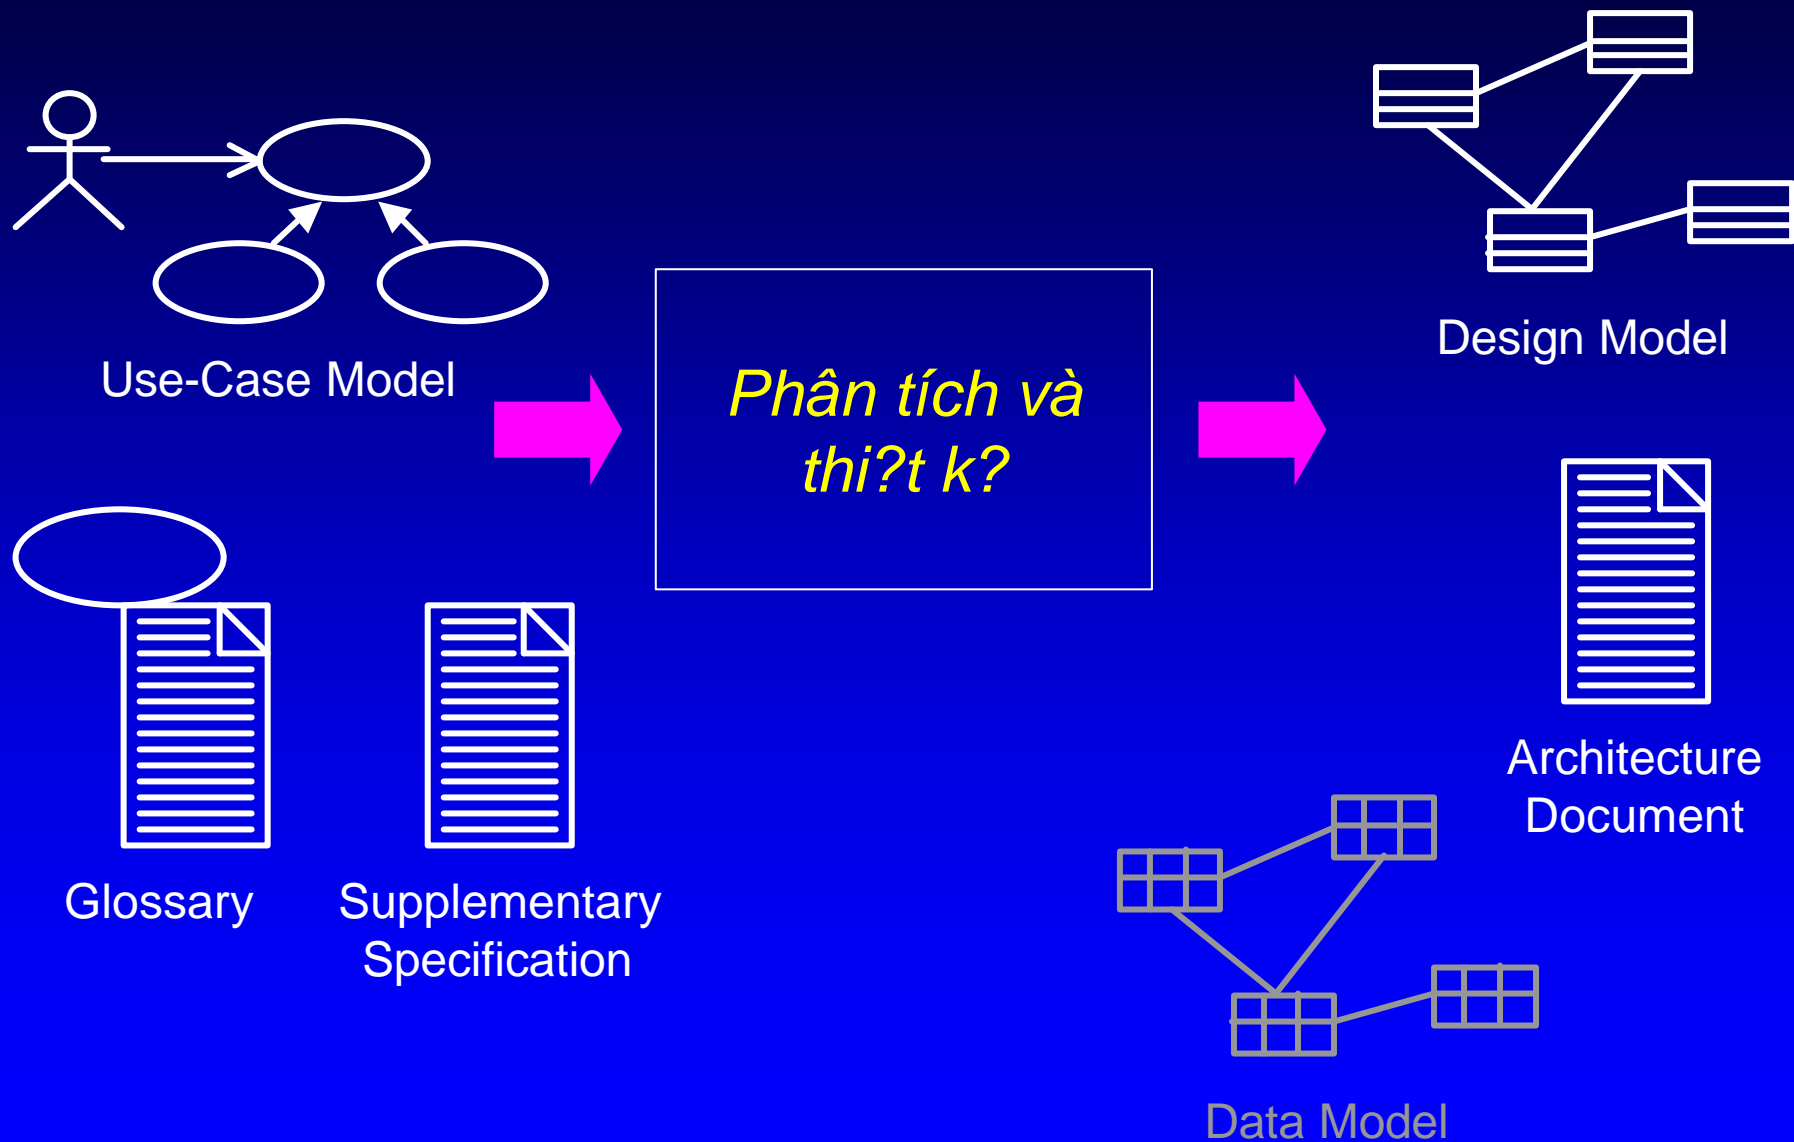 Use-Case Model
Phân tích và
thi?t k?
Design Model
Glossary
Supplementary
Specification
Architecture
Document
Data Model